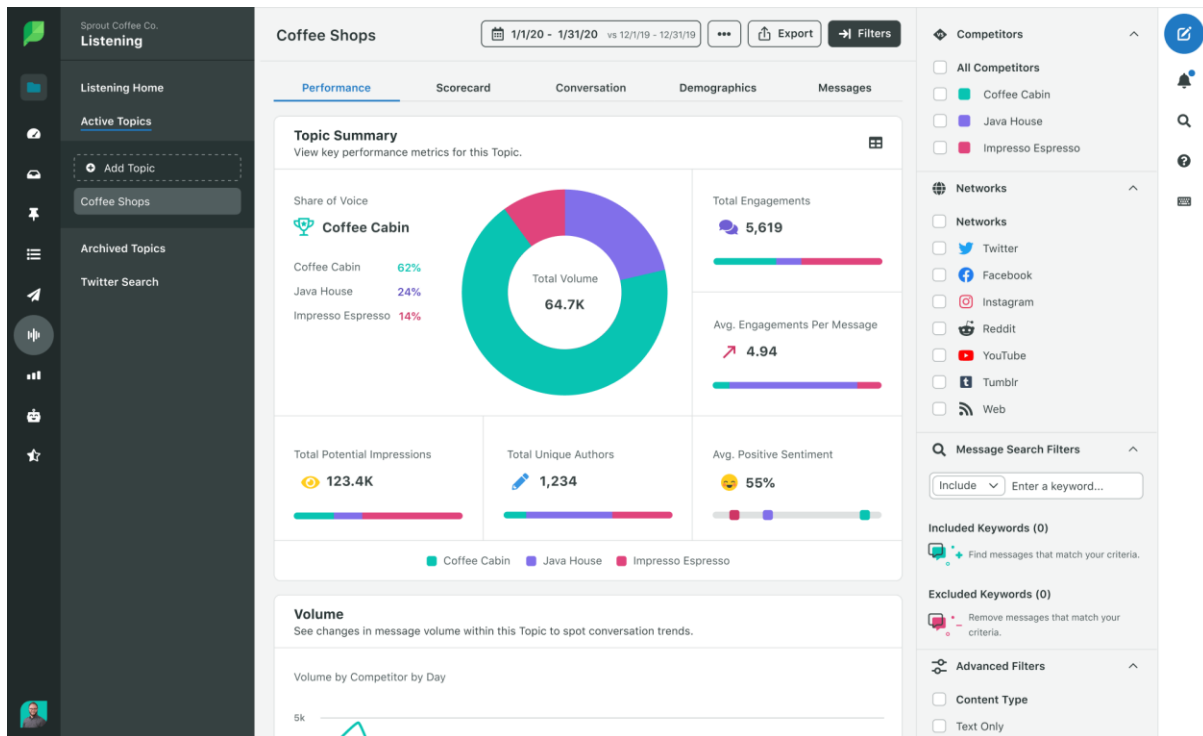 Sprout Coffee Co.
Listening
Listening Home
Active Topics
Add Topic
Coffee Shops
Archived Topics
Twitter Search
Coffee Shops
1/1/20 - 1/31/20 vs 12/1/19 - 12/31/19
Export
Filters
Performance
Scorecard
Conversation
Demographics
Messages
Topic Summary
View key performance metrics for this Topic.
Share of Voice
Coffee Cabin
Coffee Cabin 62%
Java House 24%
Impresso Espresso 14%
Total Volume
64.7K
Total Engagements
5,619
Avg. Engagements Per Message
4.94
Total Potential Impressions
123.4K
Total Unique Authors
1,234
Avg. Positive Sentiment
55%
Coffee Cabin
Java House
Impresso Espresso
Volume
See changes in message volume within this Topic to spot conversation trends.
Volume by Competitor by Day
5k
Competitors
All Competitors
Coffee Cabin
Java House
Impresso Espresso
Networks
Networks
Twitter
Facebook
Instagram
Reddit
YouTube
Tumblr
Web
Message Search Filters
Include
Enter a keyword...
Included Keywords (0)
Find messages that match your criteria.
Excluded Keywords (0)
Remove messages that match your
criteria.
Advanced Filters
Content Type
Text Only